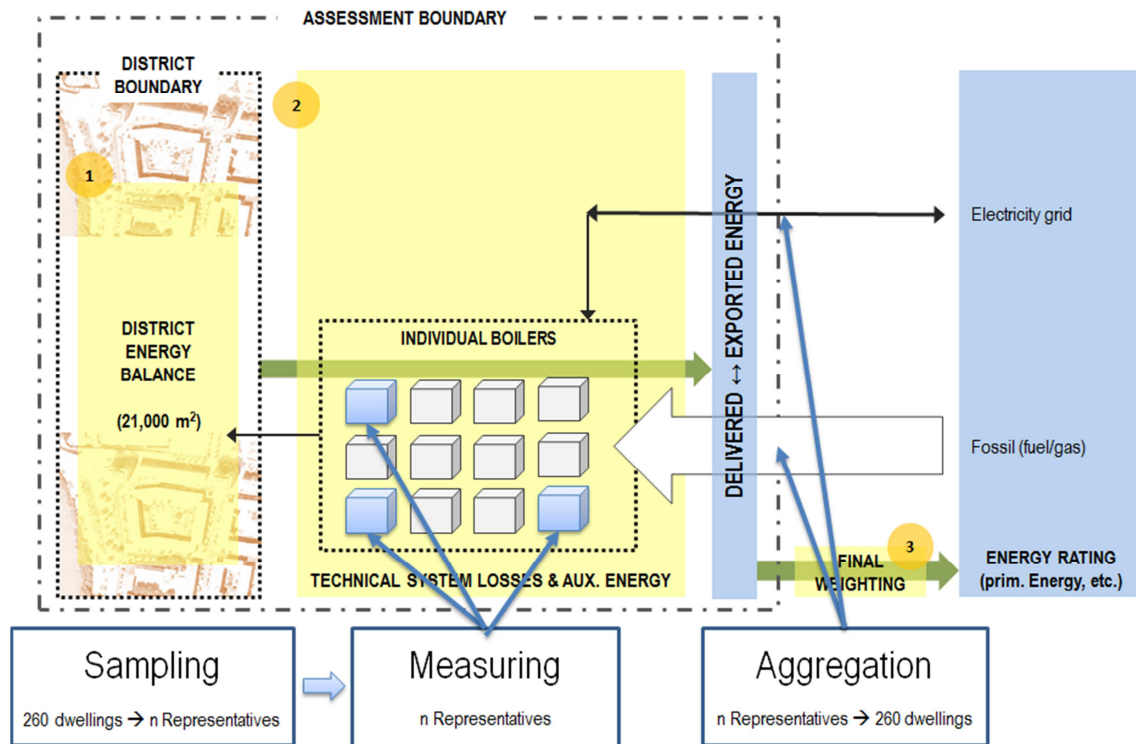 ASSESSMENT BOUNDARY
DISTRICT
BOUNDARY
2
1
DISTRICT
ENERGY
BALANCE
(21,000 m²)
INDIVIDUAL BOILERS
TECHNICAL SYSTEM LOSSES & AUX. ENERGY
DELIVERED ↔ EXPORTED ENERGY
Electricity grid
Fossil (fuel/gas)
3
FINAL
WEIGHTING
ENERGY RATING
(prim. Energy, etc.)
Sampling
260 dwellings → n Representatives
Measuring
n Representatives
Aggregation
n Representatives → 260 dwellings